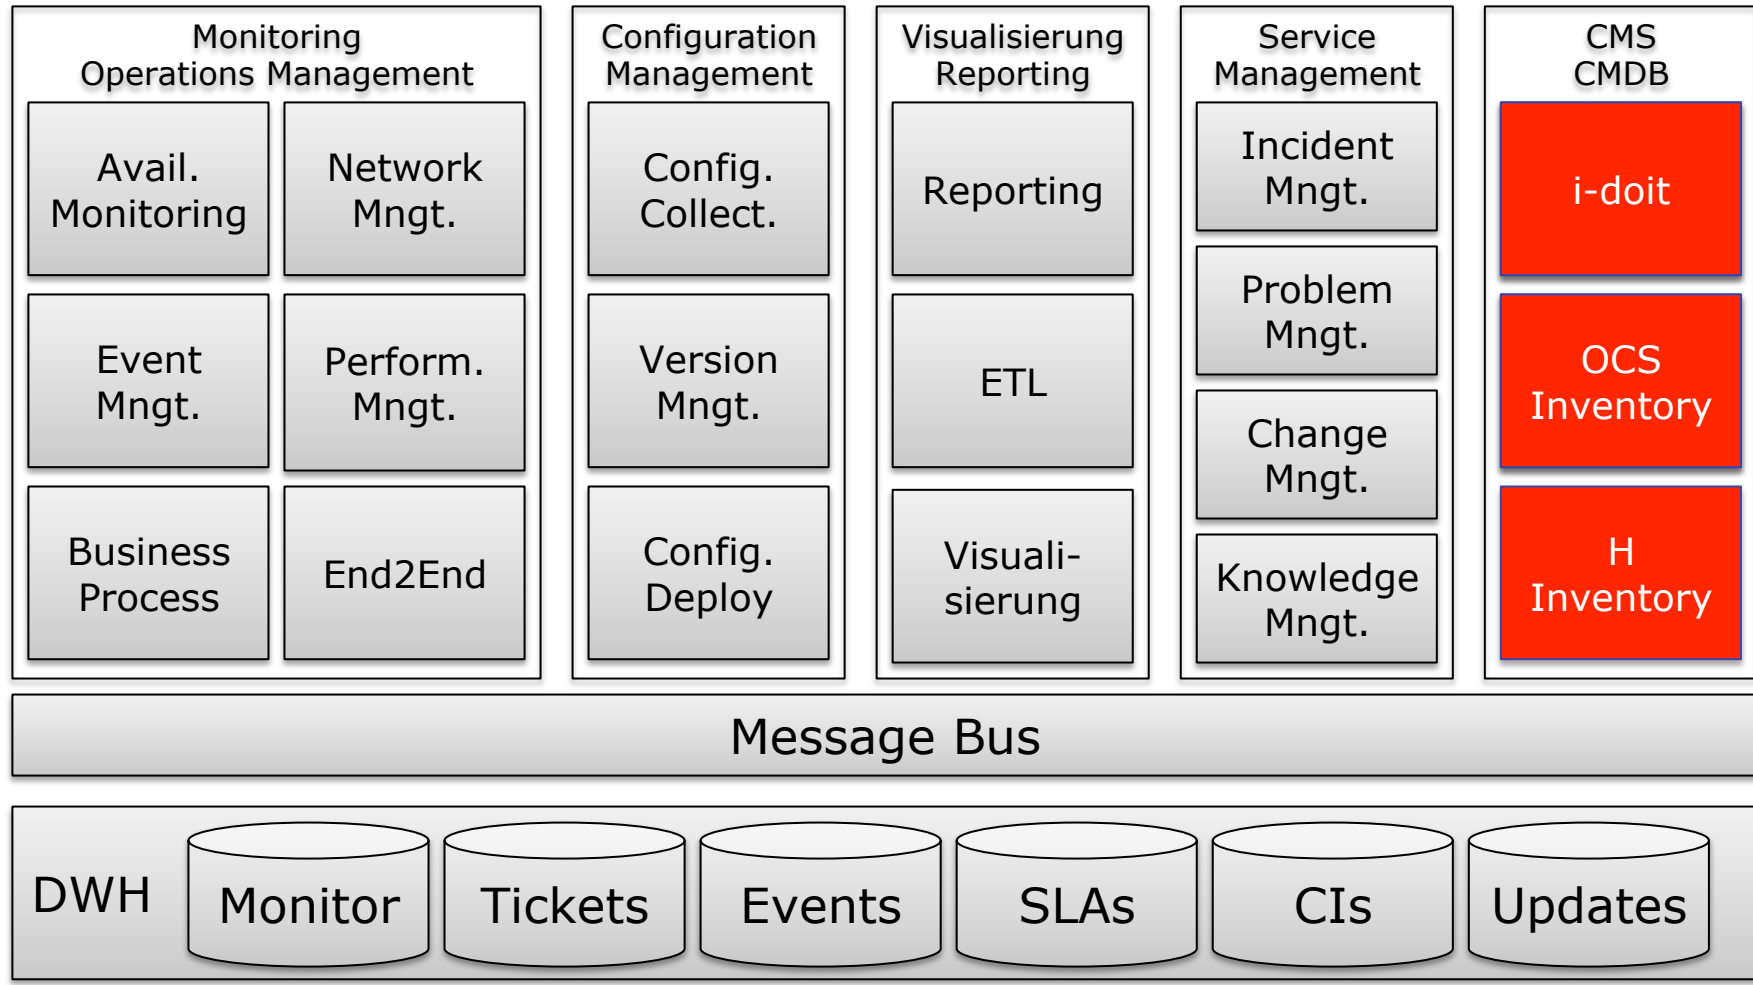 Monitoring
Operations Management
Avail.
Monitoring
Network
Mngt.
Event
Mngt.
Perform.
Mngt.
Business
Process
End2End
Configuration
Management
Config.
Collect.
Version
Mngt.
Config.
Deploy
Visualisierung
Reporting
Reporting
ETL
Visuali-
sierung
Service
Management
Incident
Mngt.
Problem
Mngt.
Change
Mngt.
Knowledge
Mngt.
CMS
CMDB
i-doit
OCS
Inventory
H
Inventory
Message Bus
DWH
Monitor
Tickets
Events
SLAs
CIs
Updates